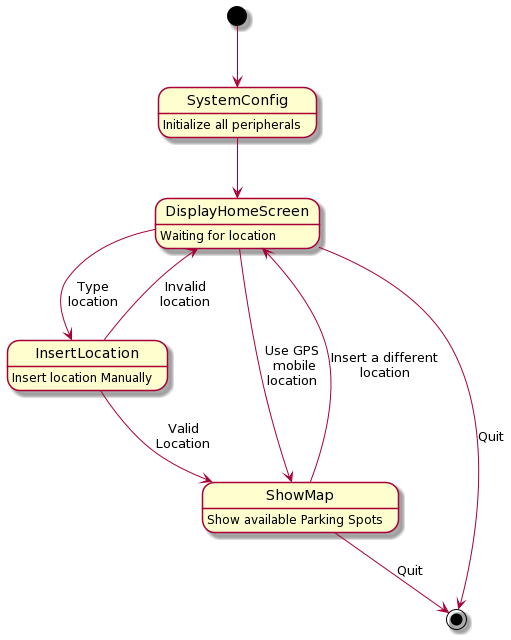 SystemConfig
Initialize all peripherals
DisplayHomeScreen
Waiting for location
Type
location
Invalid
location
InsertLocation
Insert location Manually
Use GPS
mobile
location
Insert a different
location
Quit
Valid
Location
ShowMap
Show available Parking Spots
Quit